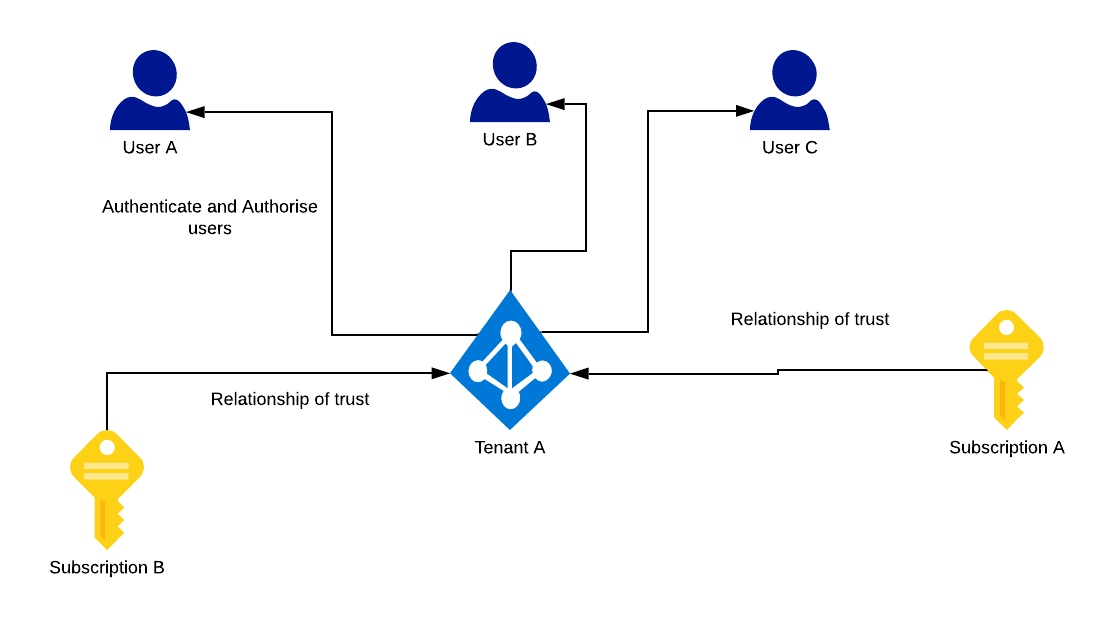 User A
User B
User C
Authenticate and Authorise
users
Relationship of trust
Relationship of trust
Tenant A
Subscription A
Subscription B